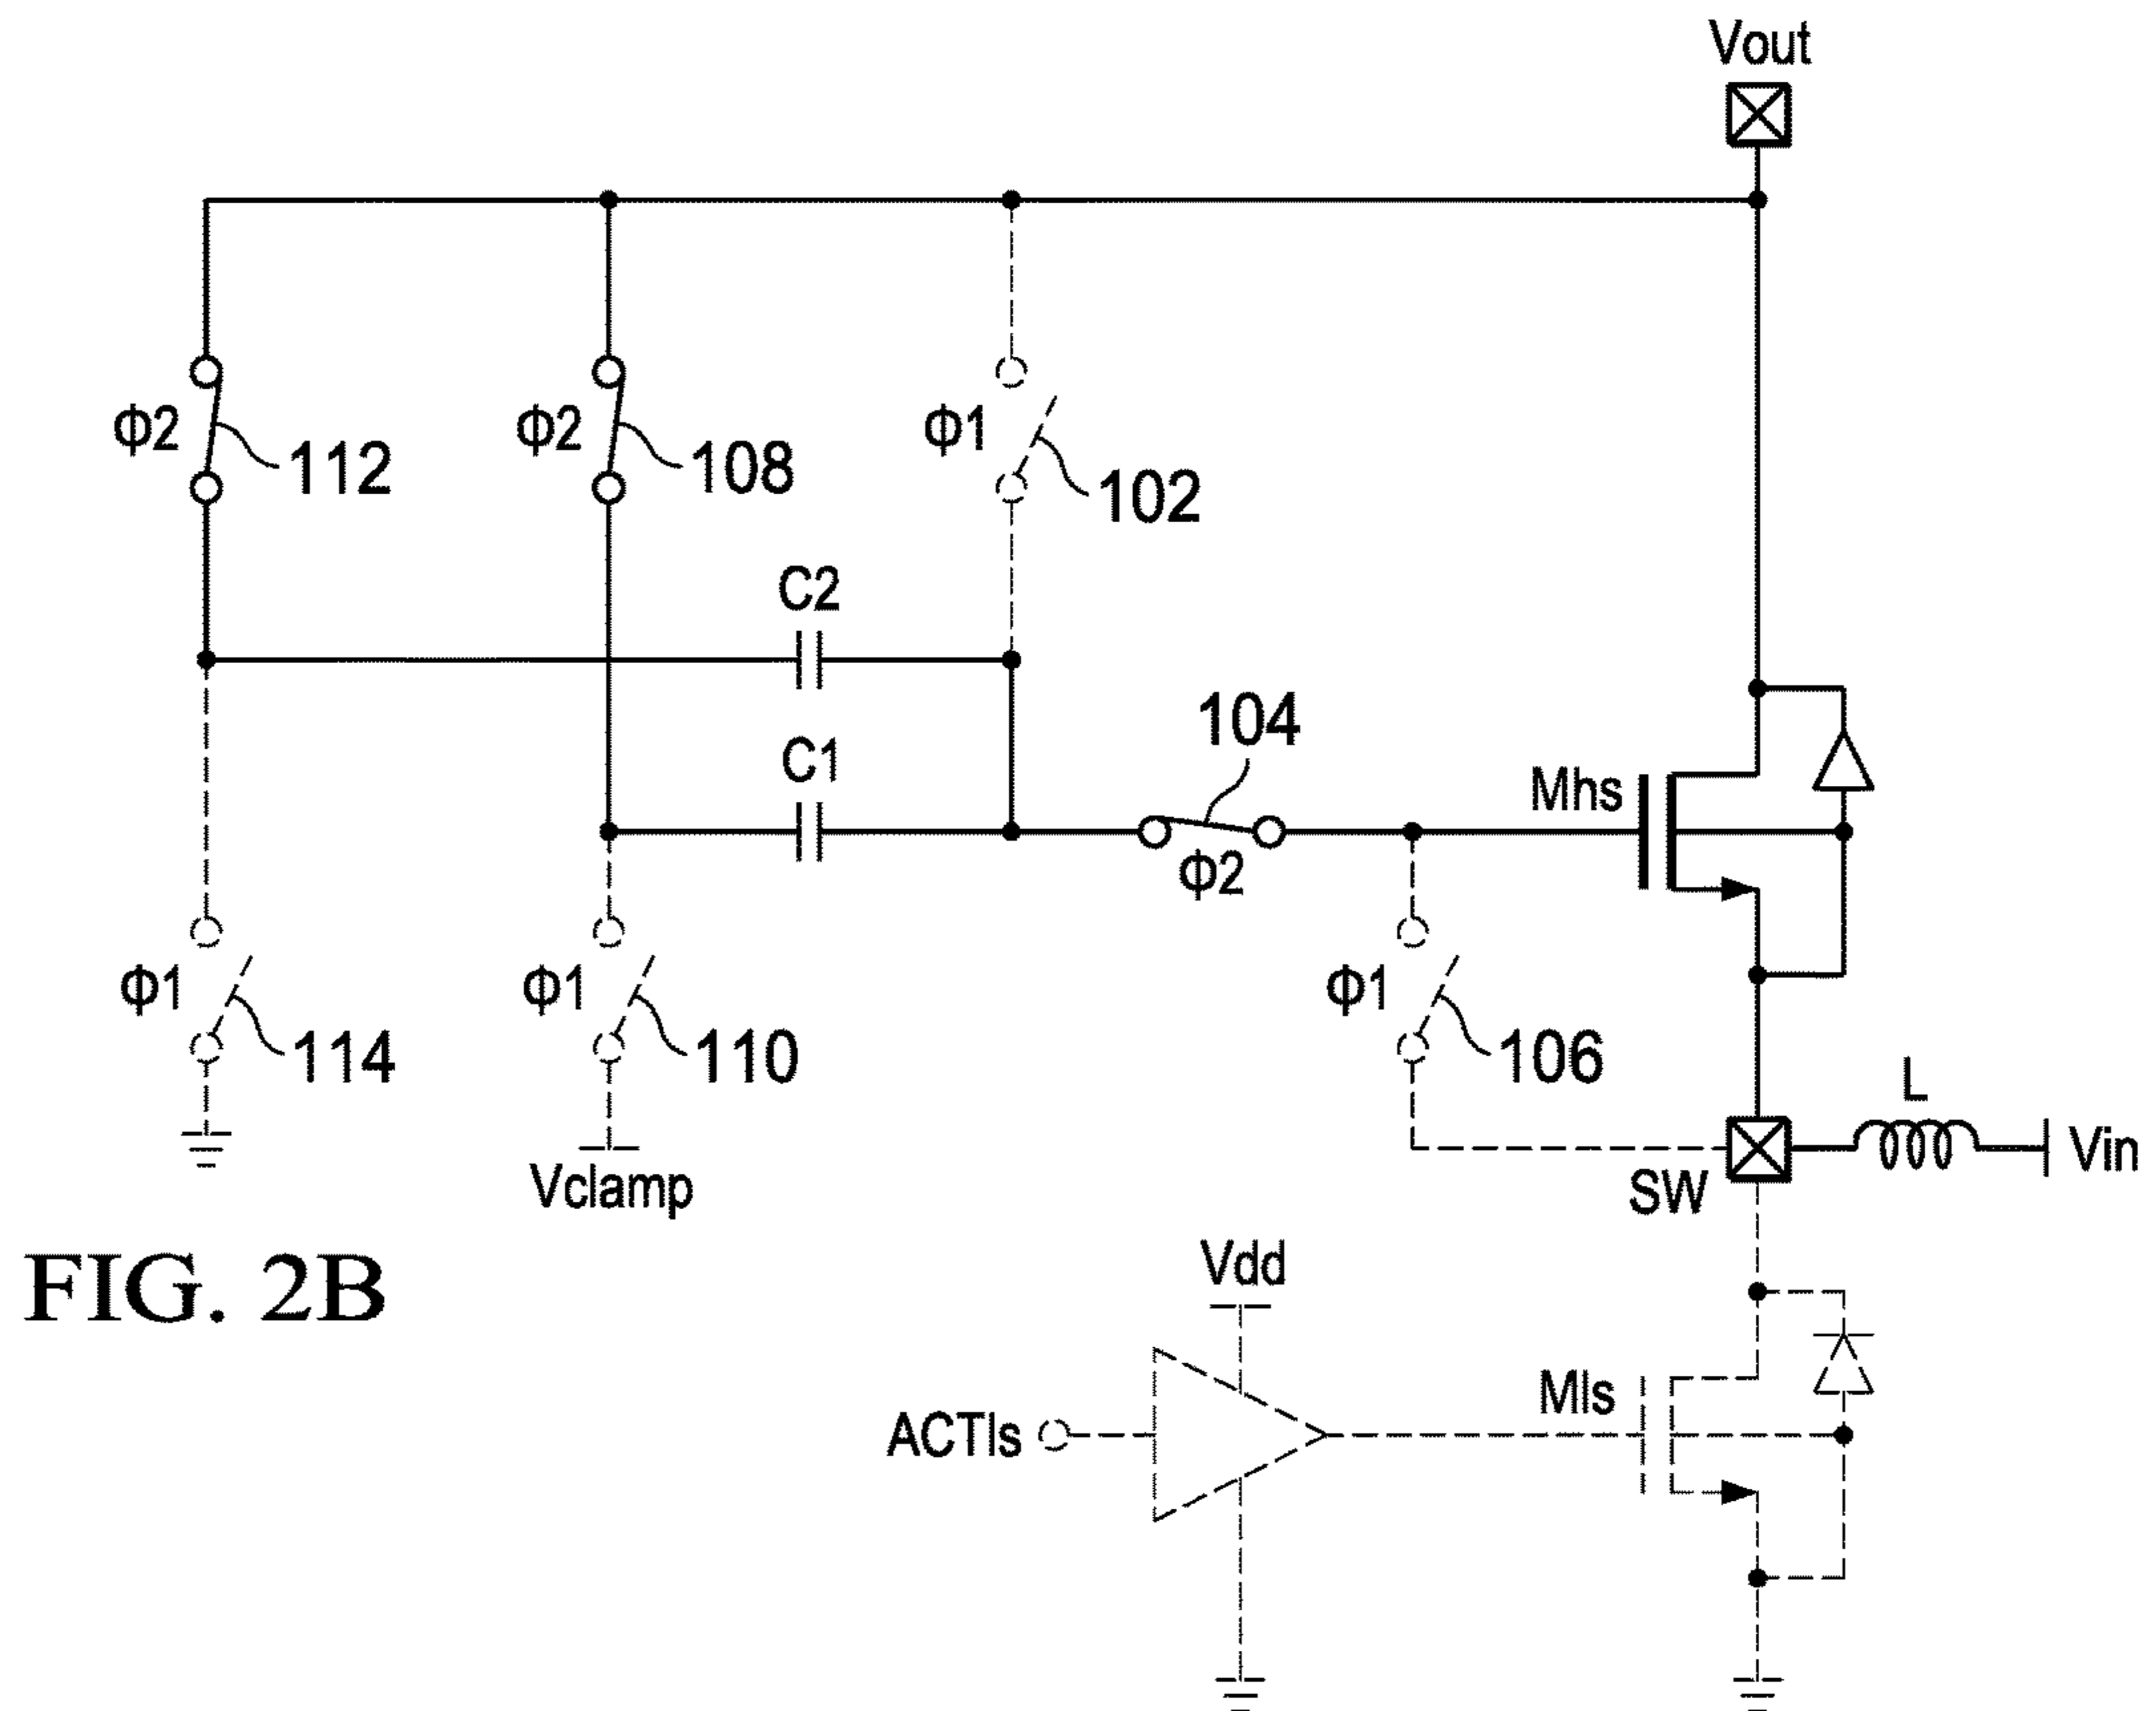 Vout
Φ2
112
Φ2
108
Φ1
102
C2
C1
104
Φ2
Mhs
Φ1
114
Φ1
110
Φ1
106
L
Vin
Vclamp
SW
FIG. 2B
Vdd
Mls
ACTls